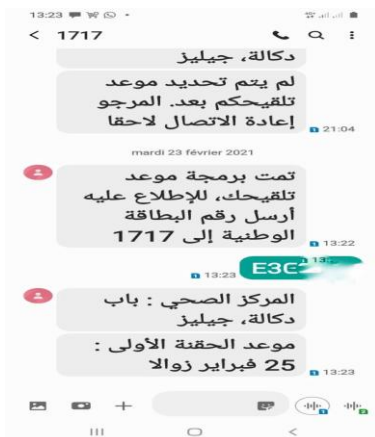 13:23
1717
دكالة، جيليز
لم يتم تحديد موعد
تلقيحكم بعد. المرجو
إعادة الاتصال لاحقا
21:04
mardi 23 février 2021
تمت برمجة موعد
تلقيحك، للإطلاع عليه
أرسل رقم البطاقة
الوطنية إلى 1717
13:22
E3
13:23
المركز الصحي : باب
دكالة، جيليز
موعد الحقنة الأولى :
25 فبراير زوالا
13:23